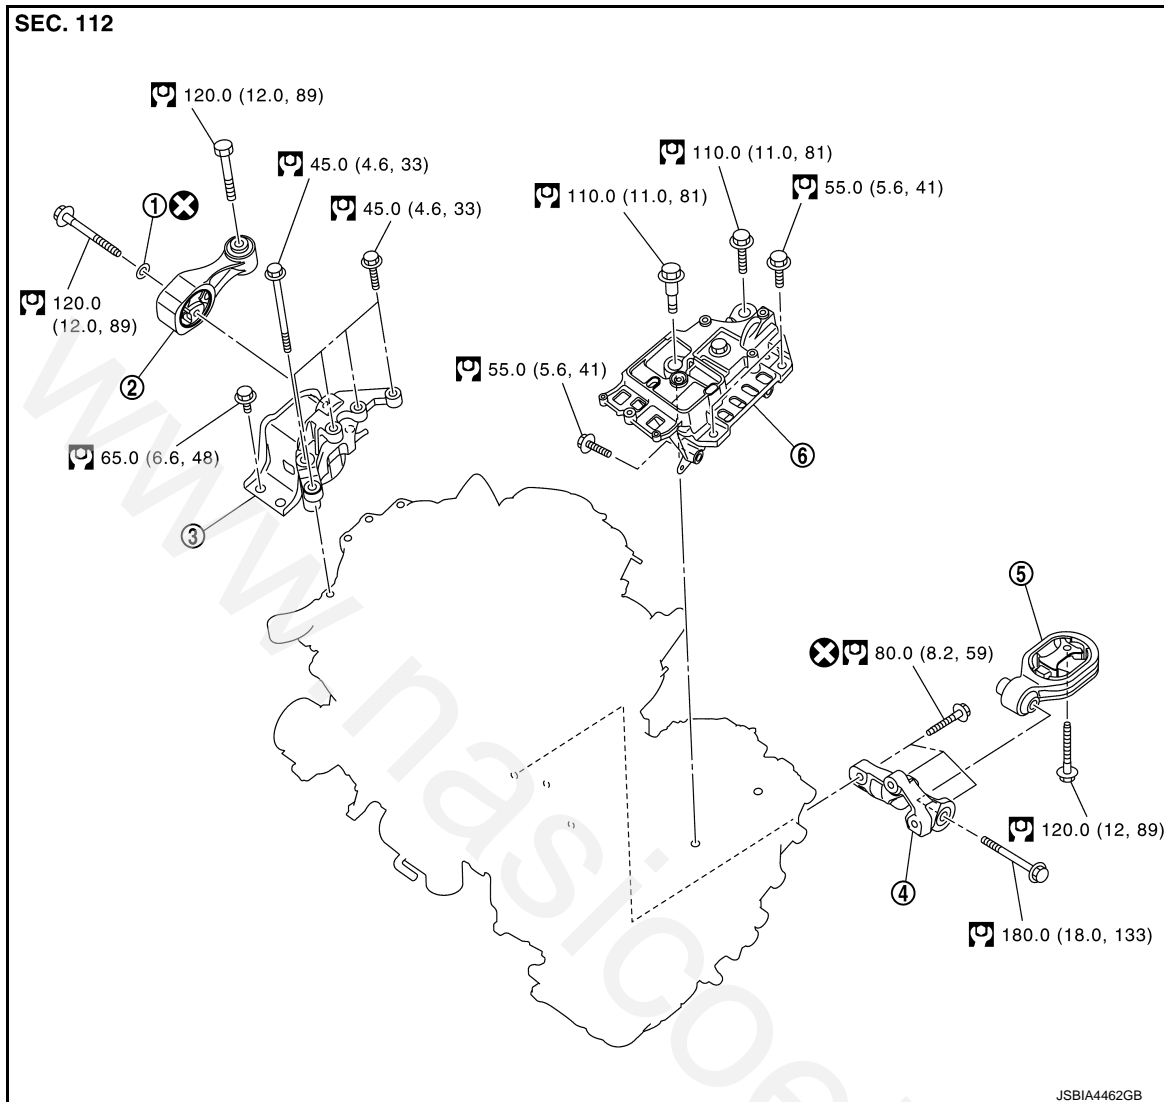 SEC. 112
120.0 (12.0, 89)
45.0 (4.6, 33)
45.0 (4.6, 33)
1
120.0
(12.0, 89)
2
65.0 (6.6, 48)
3
110.0 (11.0, 81)
110.0 (11.0, 81)
55.0 (5.6, 41)
55.0 (5.6, 41)
6
5
80.0 (8.2, 59)
120.0 (12, 89)
4
180.0 (18.0, 133)
www.nasicoe
JSBIA4462GB